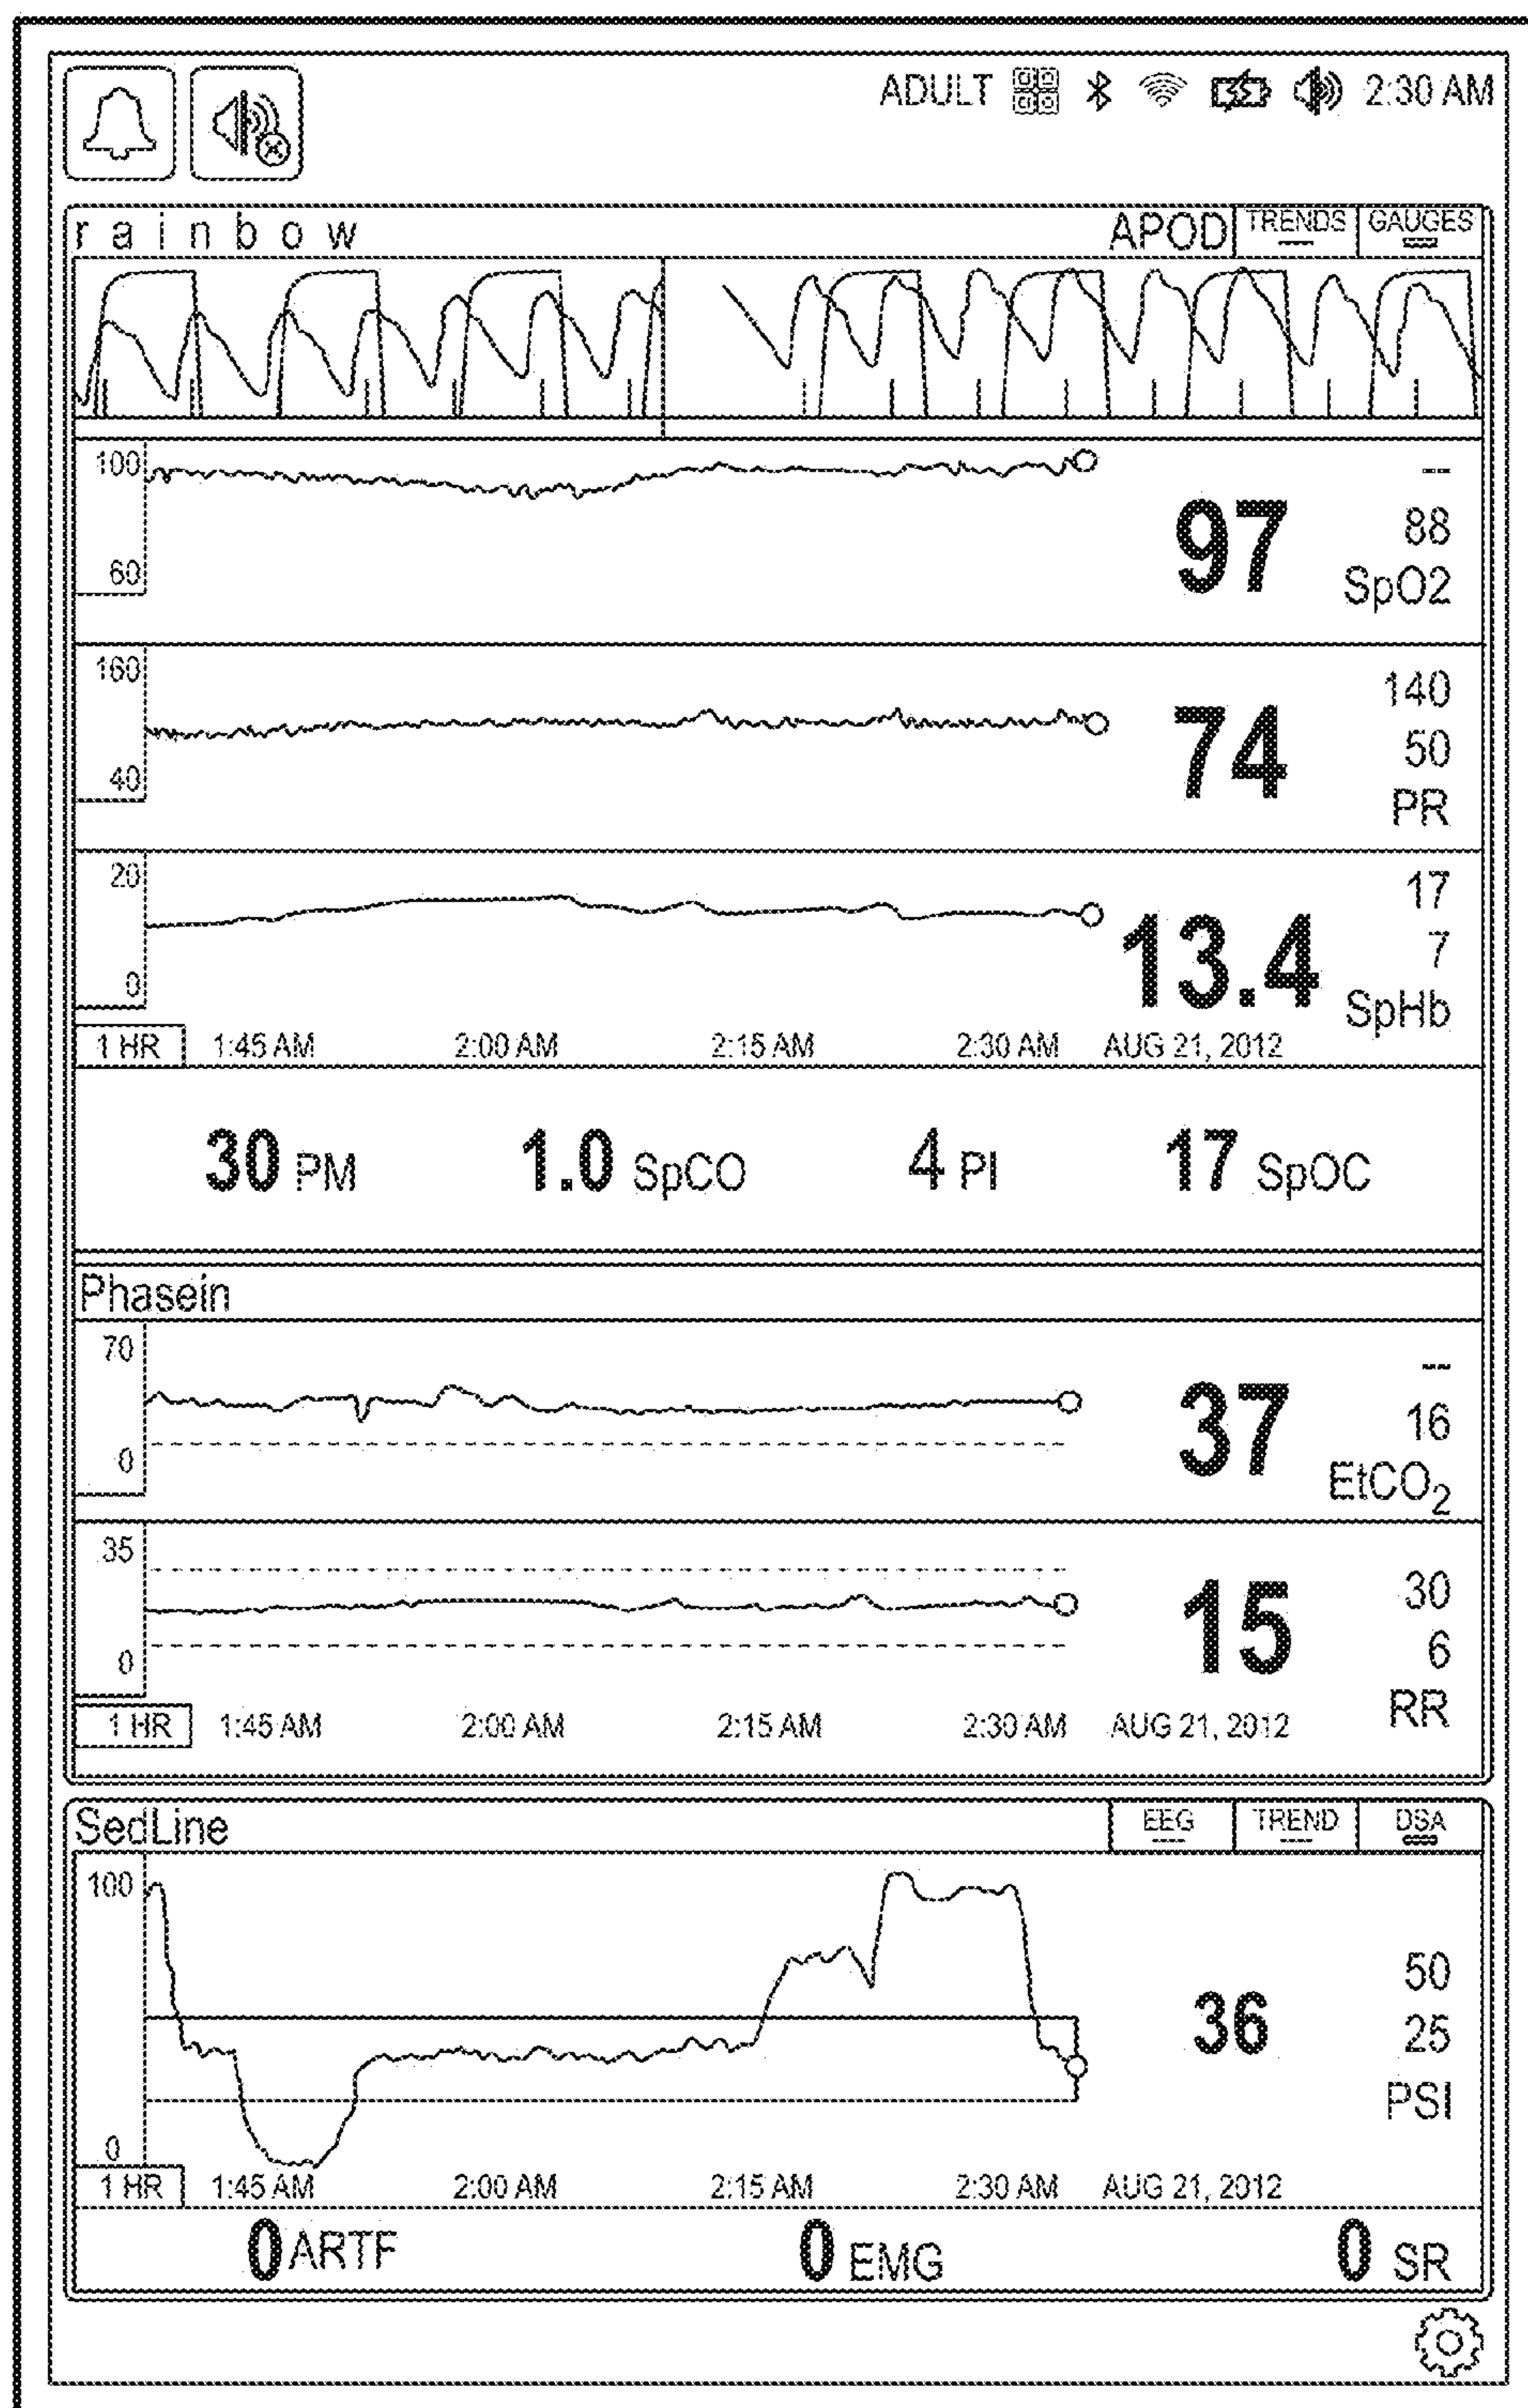 ADULT 2:30 AM
rainbow APOD TRENDS GAUGES
100
60
97
--
88
SpO2
160
40
74
140
50
PR
20
0
13.4
17
7
SpHb
1 HR 1:45 AM 2:00 AM 2:15 AM 2:30 AM AUG 21, 2012
30 PM 1.0 SpCO 4 PI 17 SpOC
Phasein
70
0
37
--
16
EtCO2
35
0
15
30
6
RR
1 HR 1:45 AM 2:00 AM 2:15 AM 2:30 AM AUG 21, 2012
SedLine EEG TREND DSA
100
0
36
50
25
PSI
1 HR 1:45 AM 2:00 AM 2:15 AM 2:30 AM AUG 21, 2012
0 ARTF 0 EMG 0 SR